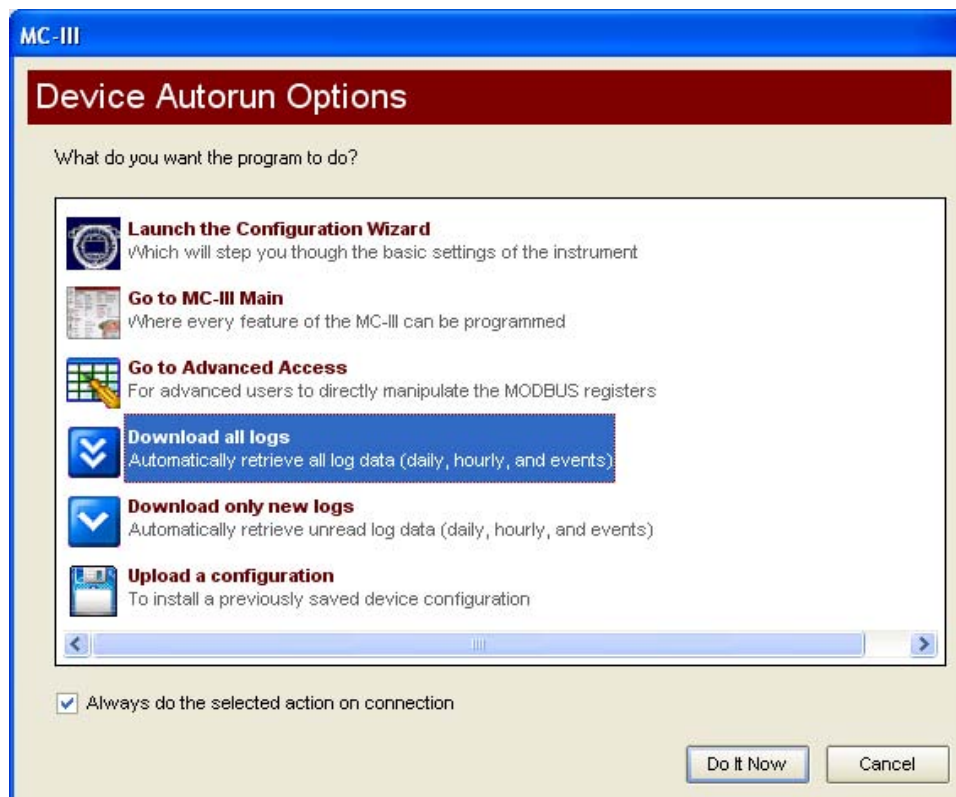 MC-III
Device Autorun Options
What do you want the program to do?
Launch the Configuration Wizard
Which will step you though the basic settings of the instrument
Go to MC-III Main
Where every feature of the MC-III can be programmed
Go to Advanced Access
For advanced users to directly manipulate the MODBUS registers
Download all logs
Automatically retrieve all log data (daily, hourly, and events)
Download only new logs
Automatically retrieve unread log data (daily, hourly, and events)
Upload a configuration
To install a previously saved device configuration
Always do the selected action on connection
Do It Now
Cancel